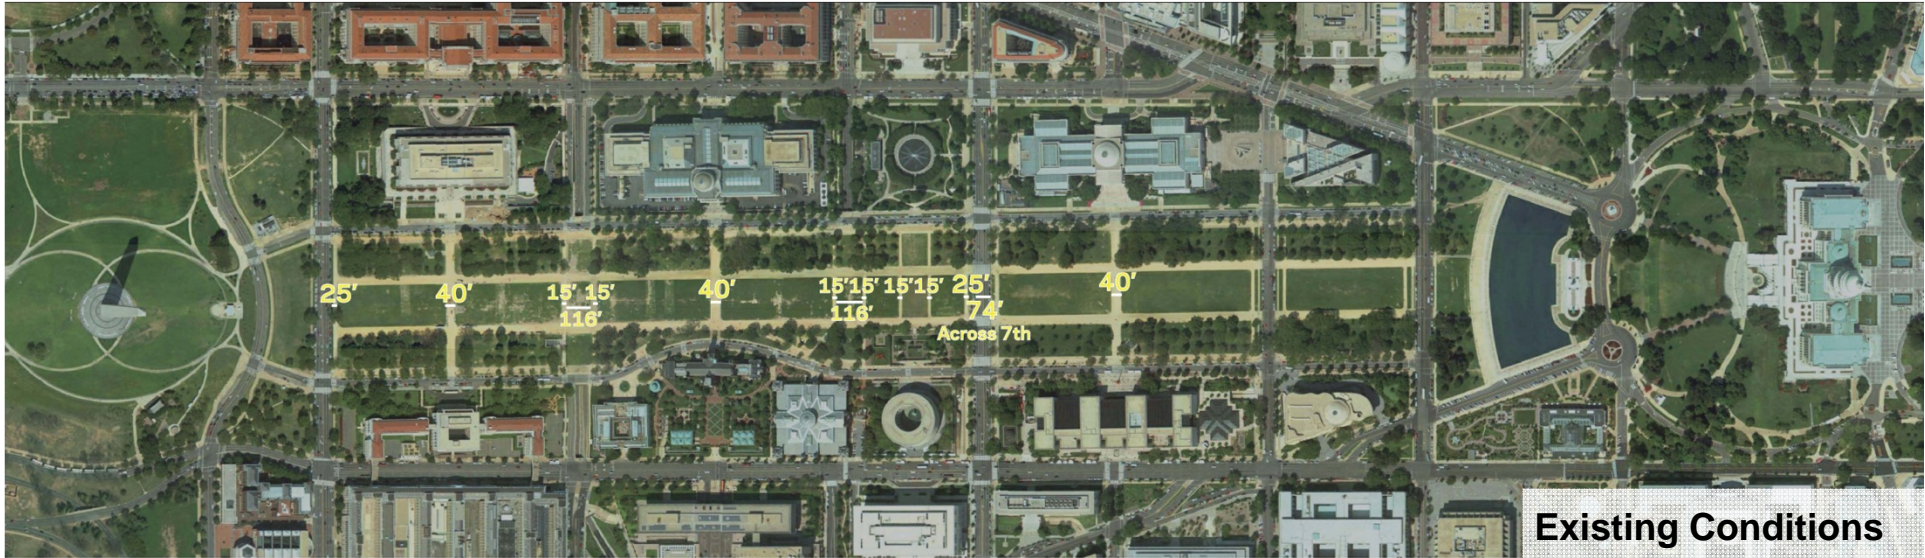 25' 40' 15' 15' 40' 15' 15' 15' 15' 25' 40'
116' 116' 74'
Across 7th
Existing Conditions